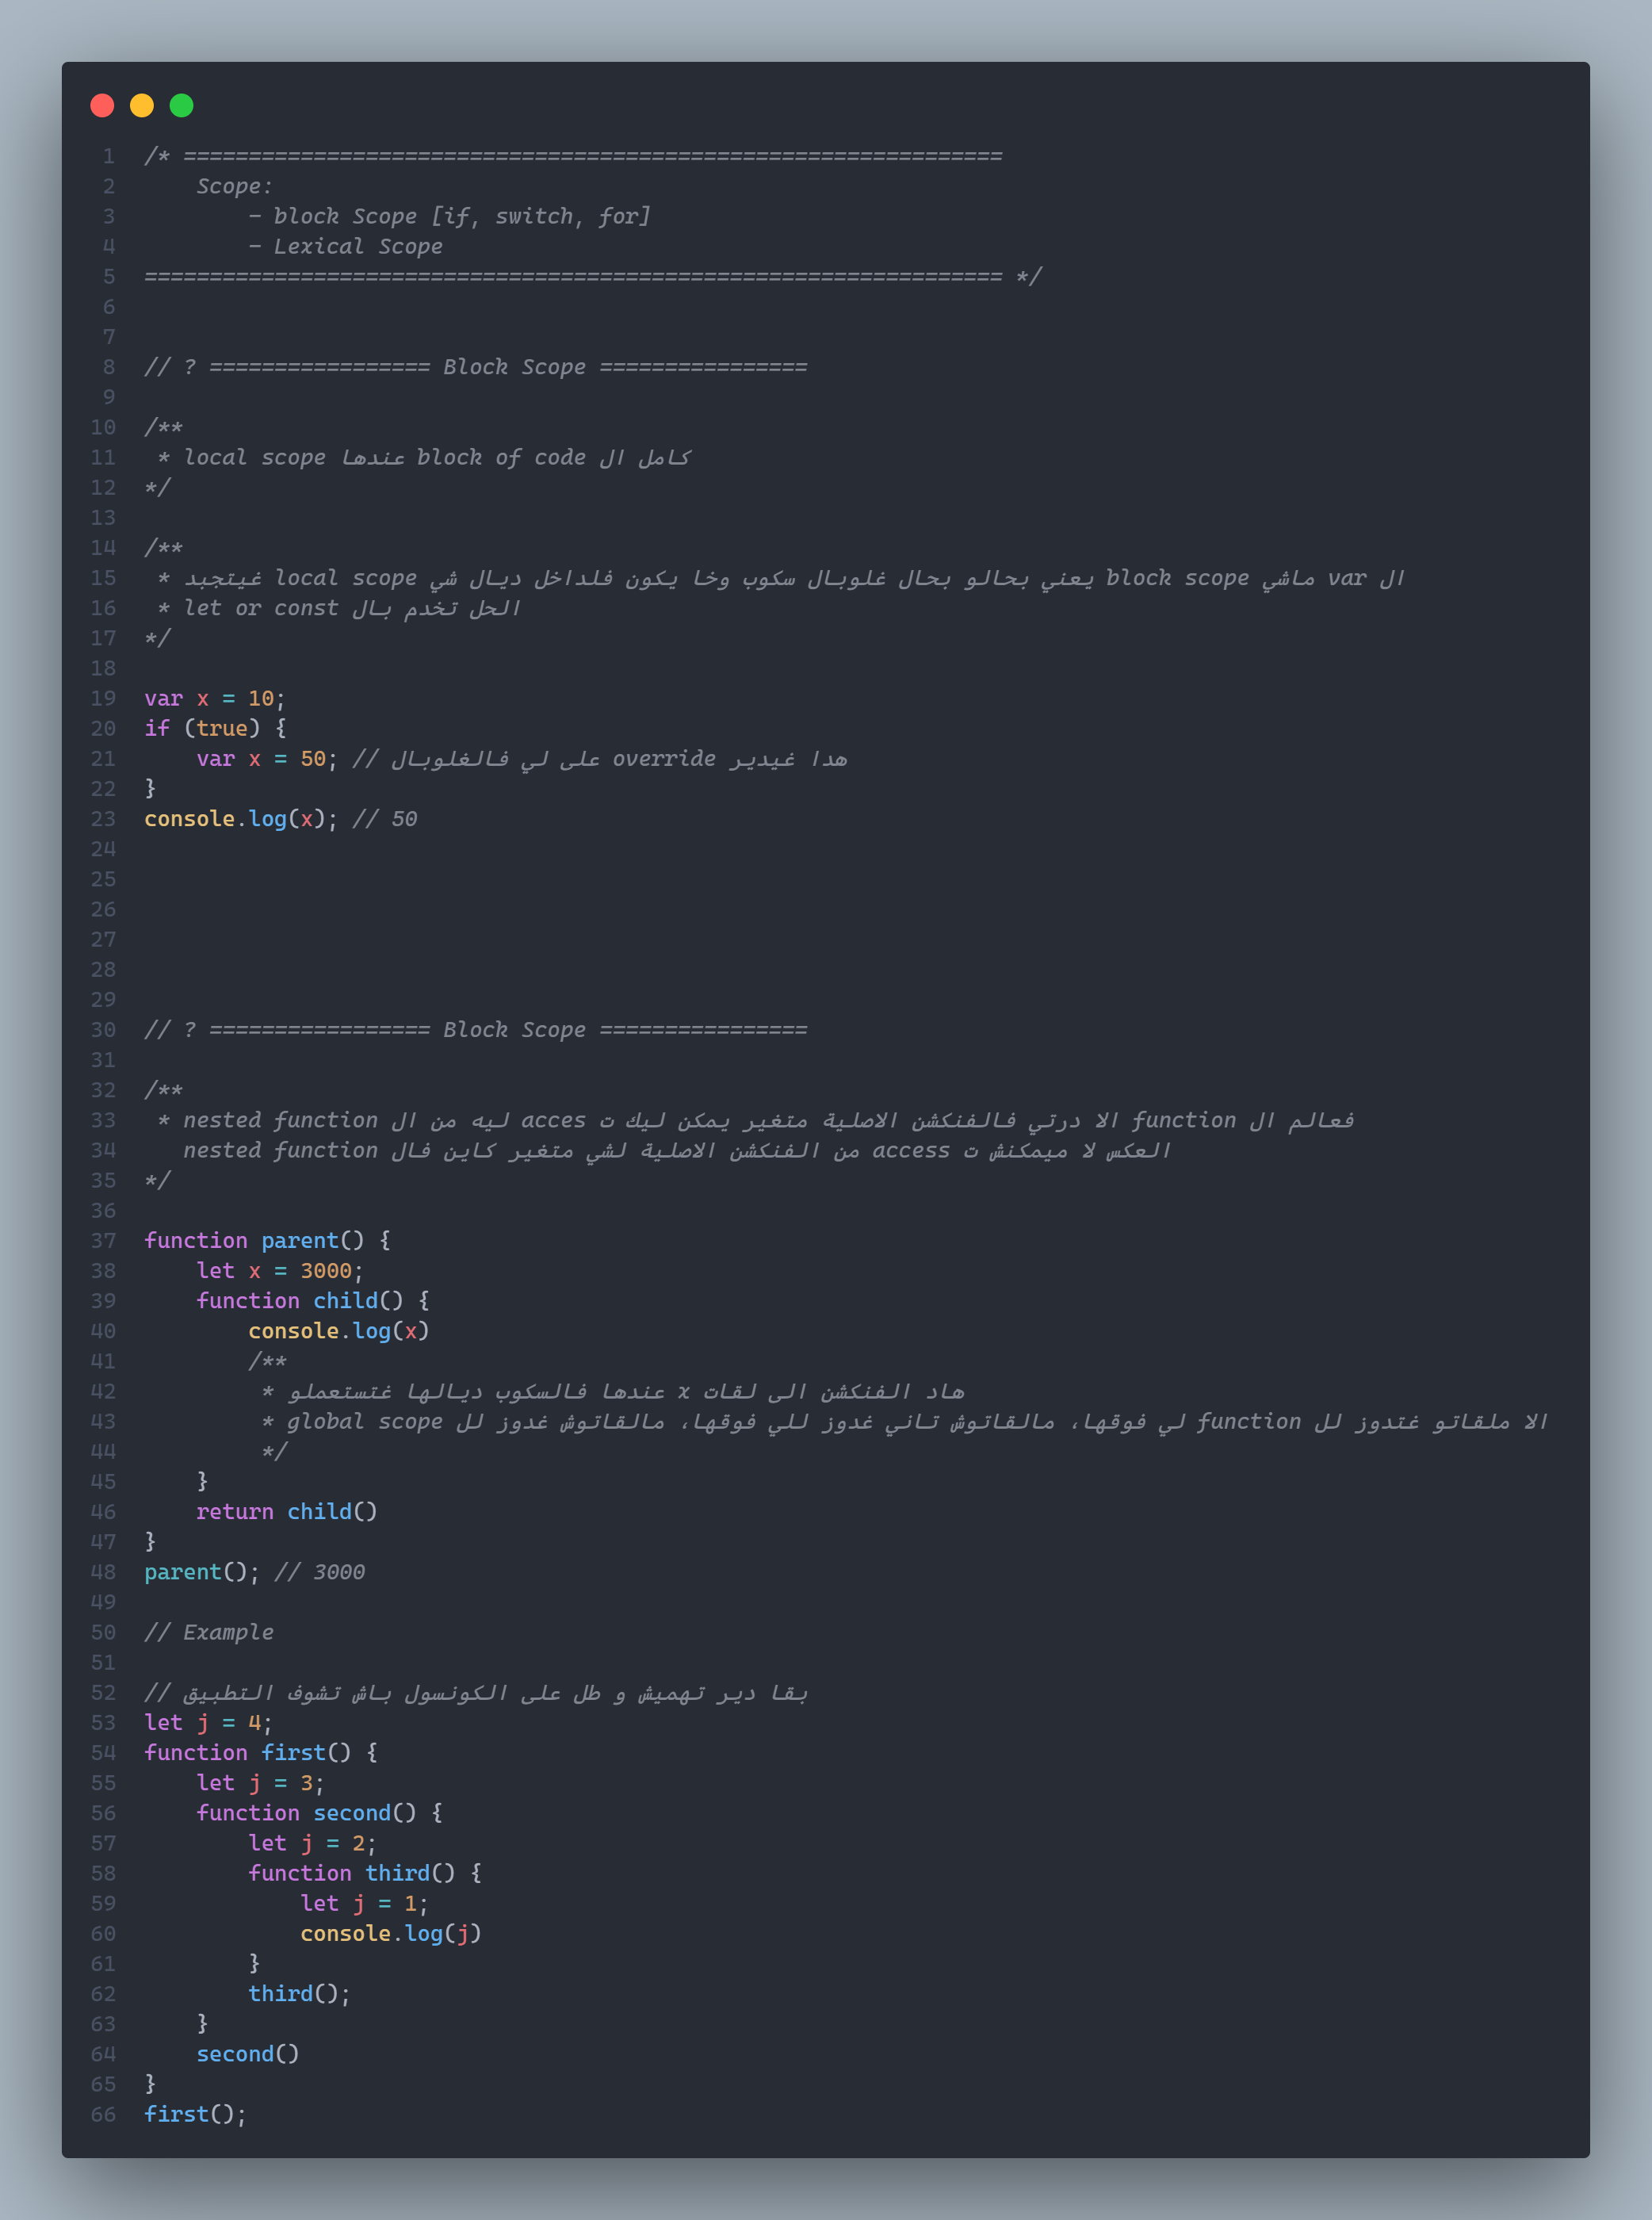 1 /* ===============================================================
2     Scope:
3         - block Scope [if, switch, for]
4         - Lexical Scope
5 ================================================================== */
6
7
8 // ? ================= Block Scope ================
9
10 /**
11  * local scope عندها block of code كامل ال
12 */
13
14 /**
15  * غيتجبد local scope يعني بحالو بحال غلوبال سكوب وخا يكون فلداخل ديال شي block scope ماشي var ال
16  * let or const الحل تخدم بال
17 */
18
19 var x = 10;
20 if (true) {
21     var x = 50; // على لي فالغلوبال override هدا غيدير
22 }
23 console.log(x); // 50
24
25
26
27
28
29
30 // ? ================= Block Scope ================
31
32 /**
33  * nested function ليه من ال acces الا درتي فالفنكشن الاصلية متغير يمكن ليك ت function فعالم ال
34    nested function من الفنكشن الاصلية لشي متغير كاين فال access العكس لا ميمكنش ت
35 */
36
37 function parent() {
38     let x = 3000;
39     function child() {
40         console.log(x)
41         /**
42          * عندها فالسكوب ديالها غتستعملو x هاد الفنكشن الى لقات
43          * global scope لي فوقها، مالقاتوش تاني غدوز للي فوقها، مالقاتوش غدوز لل function الا ملقاتو غتدوز لل
44          */
45     }
46     return child()
47 }
48 parent(); // 3000
49
50 // Example
51
52 // بقا دير تهميش و طل على الكونسول باش تشوف التطبيق
53 let j = 4;
54 function first() {
55     let j = 3;
56     function second() {
57         let j = 2;
58         function third() {
59             let j = 1;
60             console.log(j)
61         }
62         third();
63     }
64     second()
65 }
66 first();